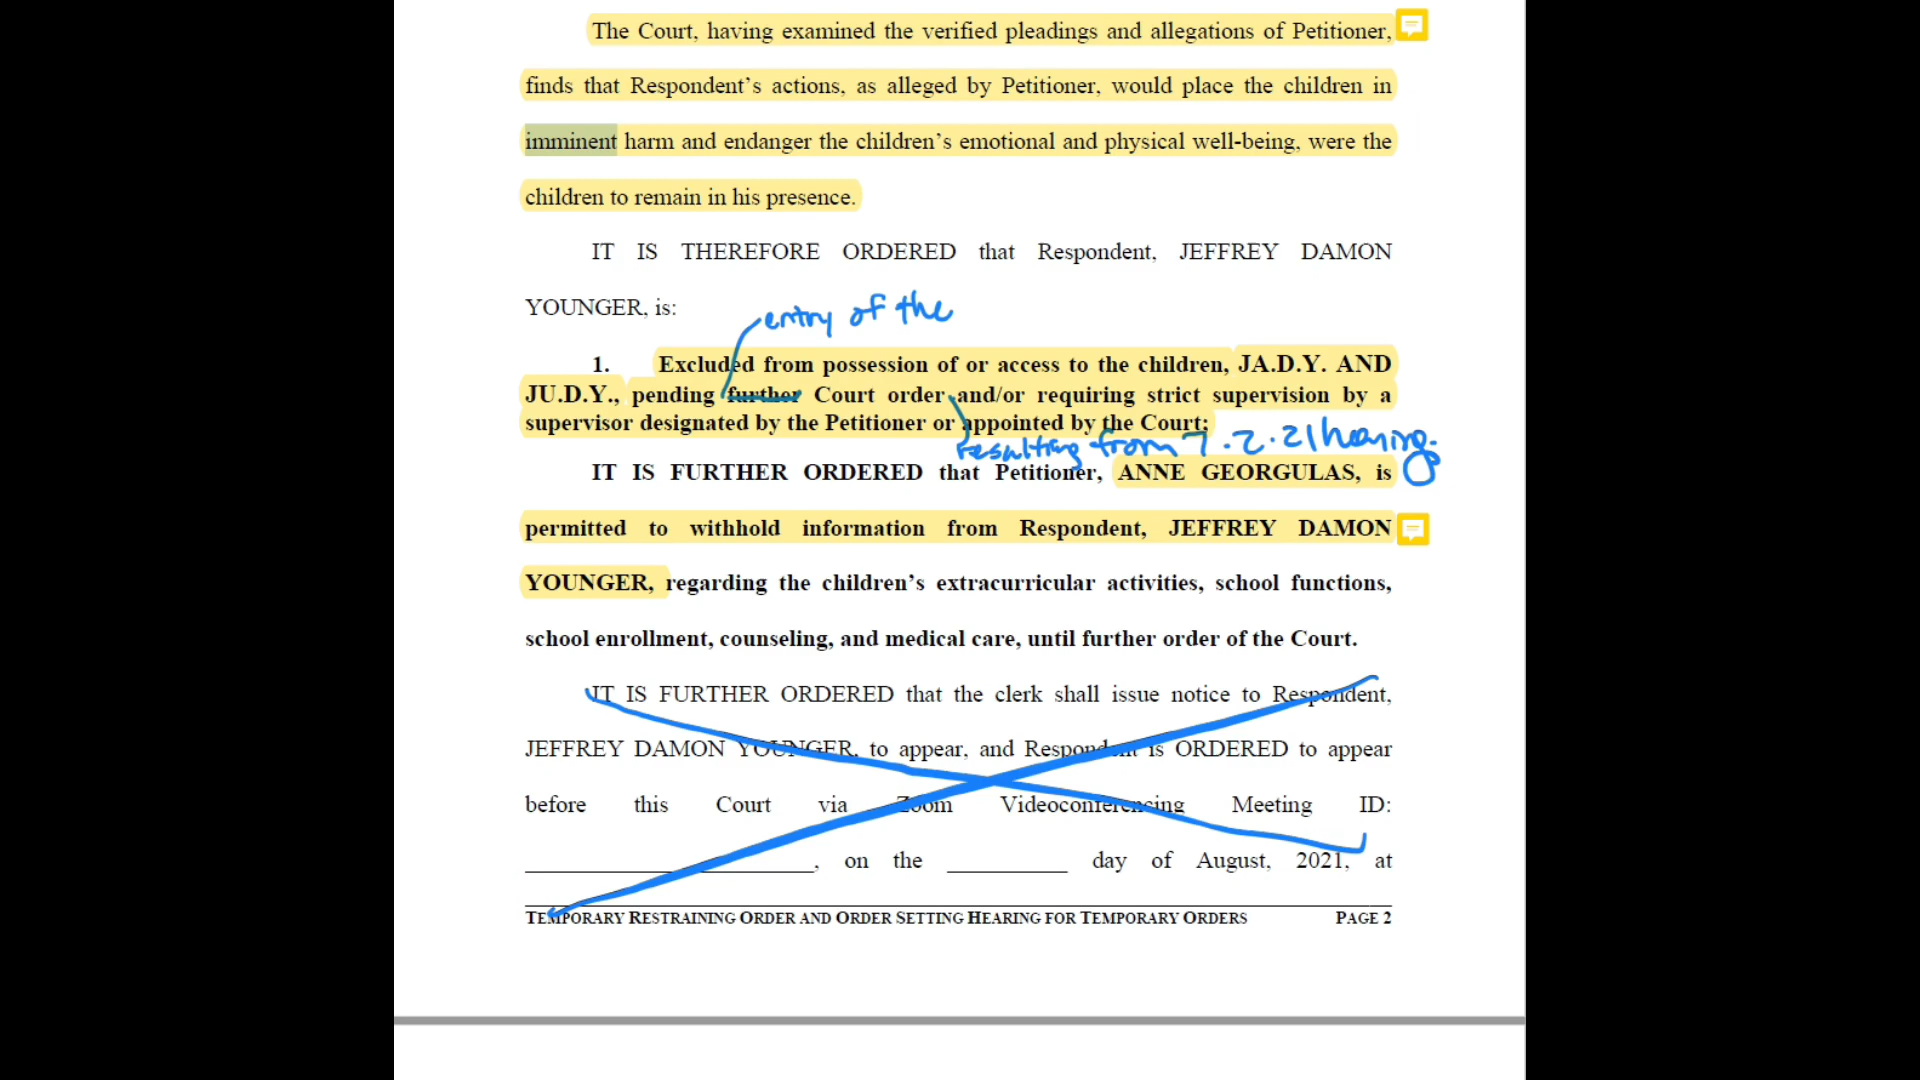 The Court, having examined the verified pleadings and allegations of Petitioner,
finds that Respondent's actions, as alleged by Petitioner, would place the children in
imminent harm and endanger the children's emotional and physical well-being, were the
children to remain in his presence.
IT IS THEREFORE ORDERED that Respondent, JEFFREY DAMON
YOUNGER, is:
entry of the
1. Excluded from possession of or access to the children, JA.D.Y. AND
JU.D.Y., pending further Court order and/or requiring strict supervision by a
supervisor designated by the Petitioner or appointed by the Court;
resulting from 7.2.21 hearing.
IT IS FURTHER ORDERED that Petitioner, ANNE GEORGULAS, is
permitted to withhold information from Respondent, JEFFREY DAMON
YOUNGER, regarding the children's extracurricular activities, school functions,
school enrollment, counseling, and medical care, until further order of the Court.
IT IS FURTHER ORDERED that the clerk shall issue notice to Respondent,
JEFFREY DAMON YOUNGER, to appear, and Respondent is ORDERED to appear
before this Court via Zoom Videoconferencing Meeting ID:
, on the day of August, 2021, at
TEMPORARY RESTRAINING ORDER AND ORDER SETTING HEARING FOR TEMPORARY ORDERS PAGE 2